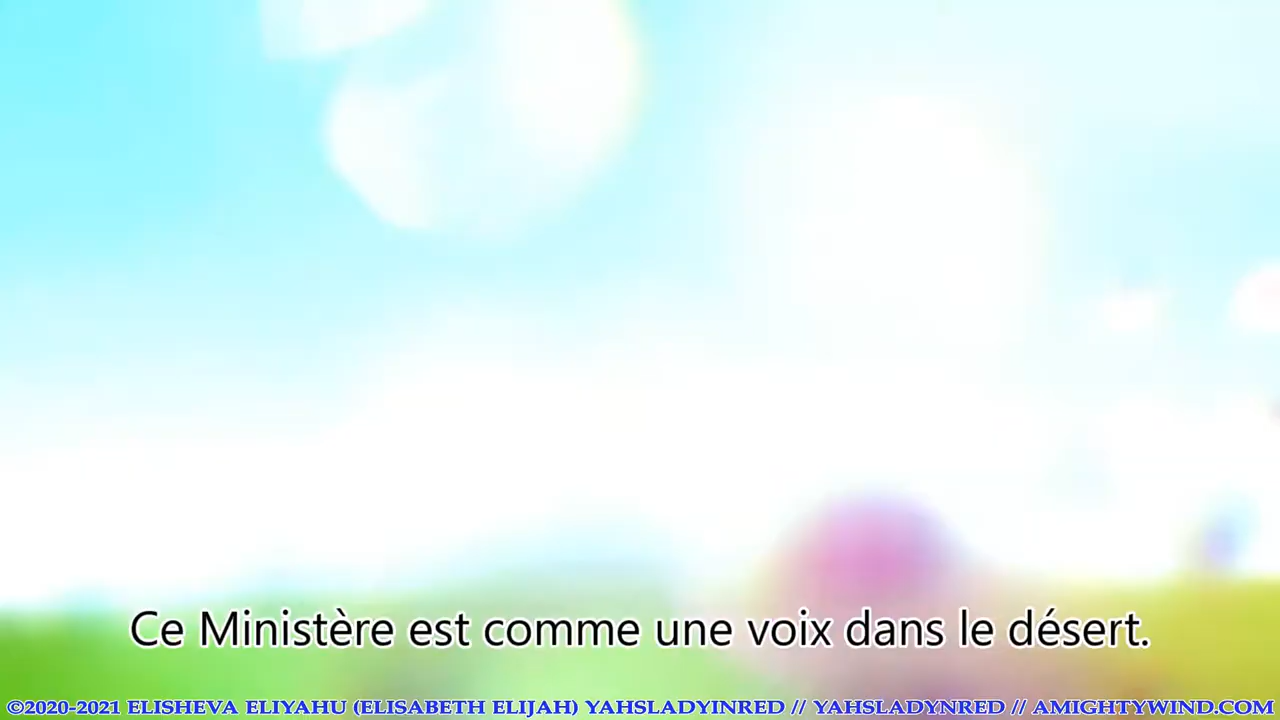 Ce Ministère est comme une voix dans le désert.
©2020-2021 ELISHEVA ELIYAHU (ELISABETH ELIJAH) YAHSLADYINRED // YAHSLADYNRED // AMIGHTYWIND.COM